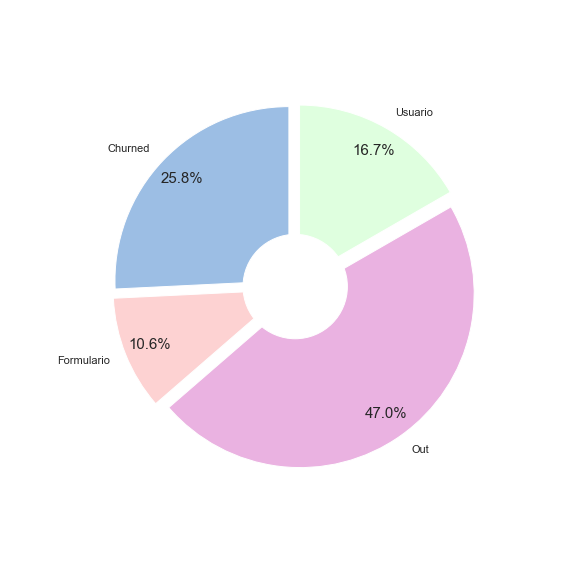 Usuario
16.7%
Churned
25.8%
10.6%
Formulario
47.0%
Out